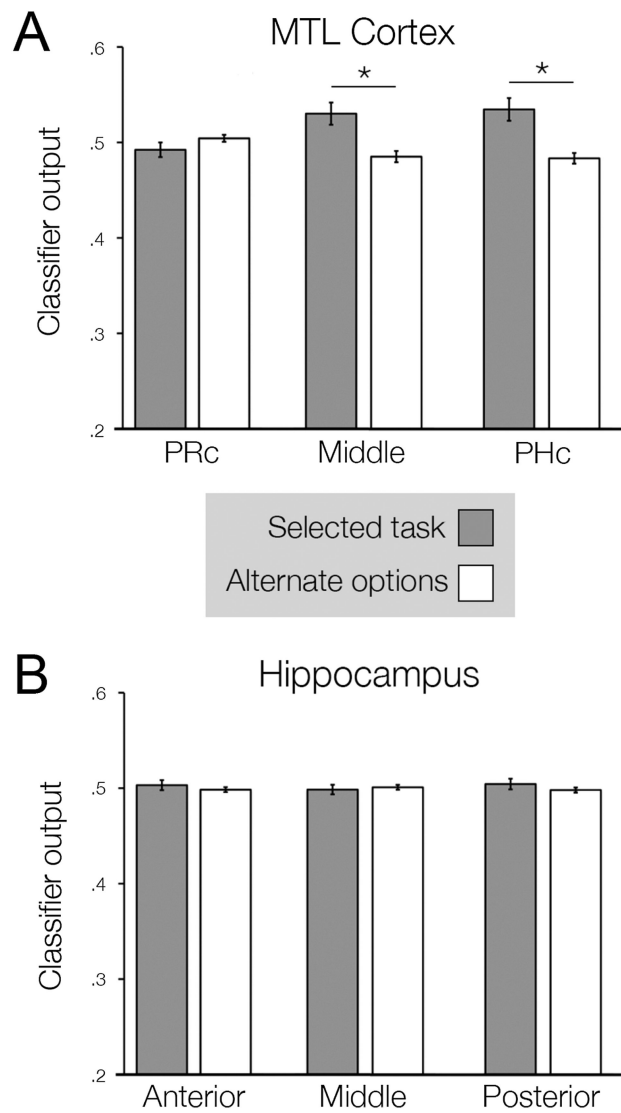 A
MTL Cortex
Classifier output
.6
.5
.4
.3
.2
*
*
PRc
Middle
PHc
Selected task
Alternate options
B
Hippocampus
Classifier output
.6
.5
.4
.3
.2
Anterior
Middle
Posterior